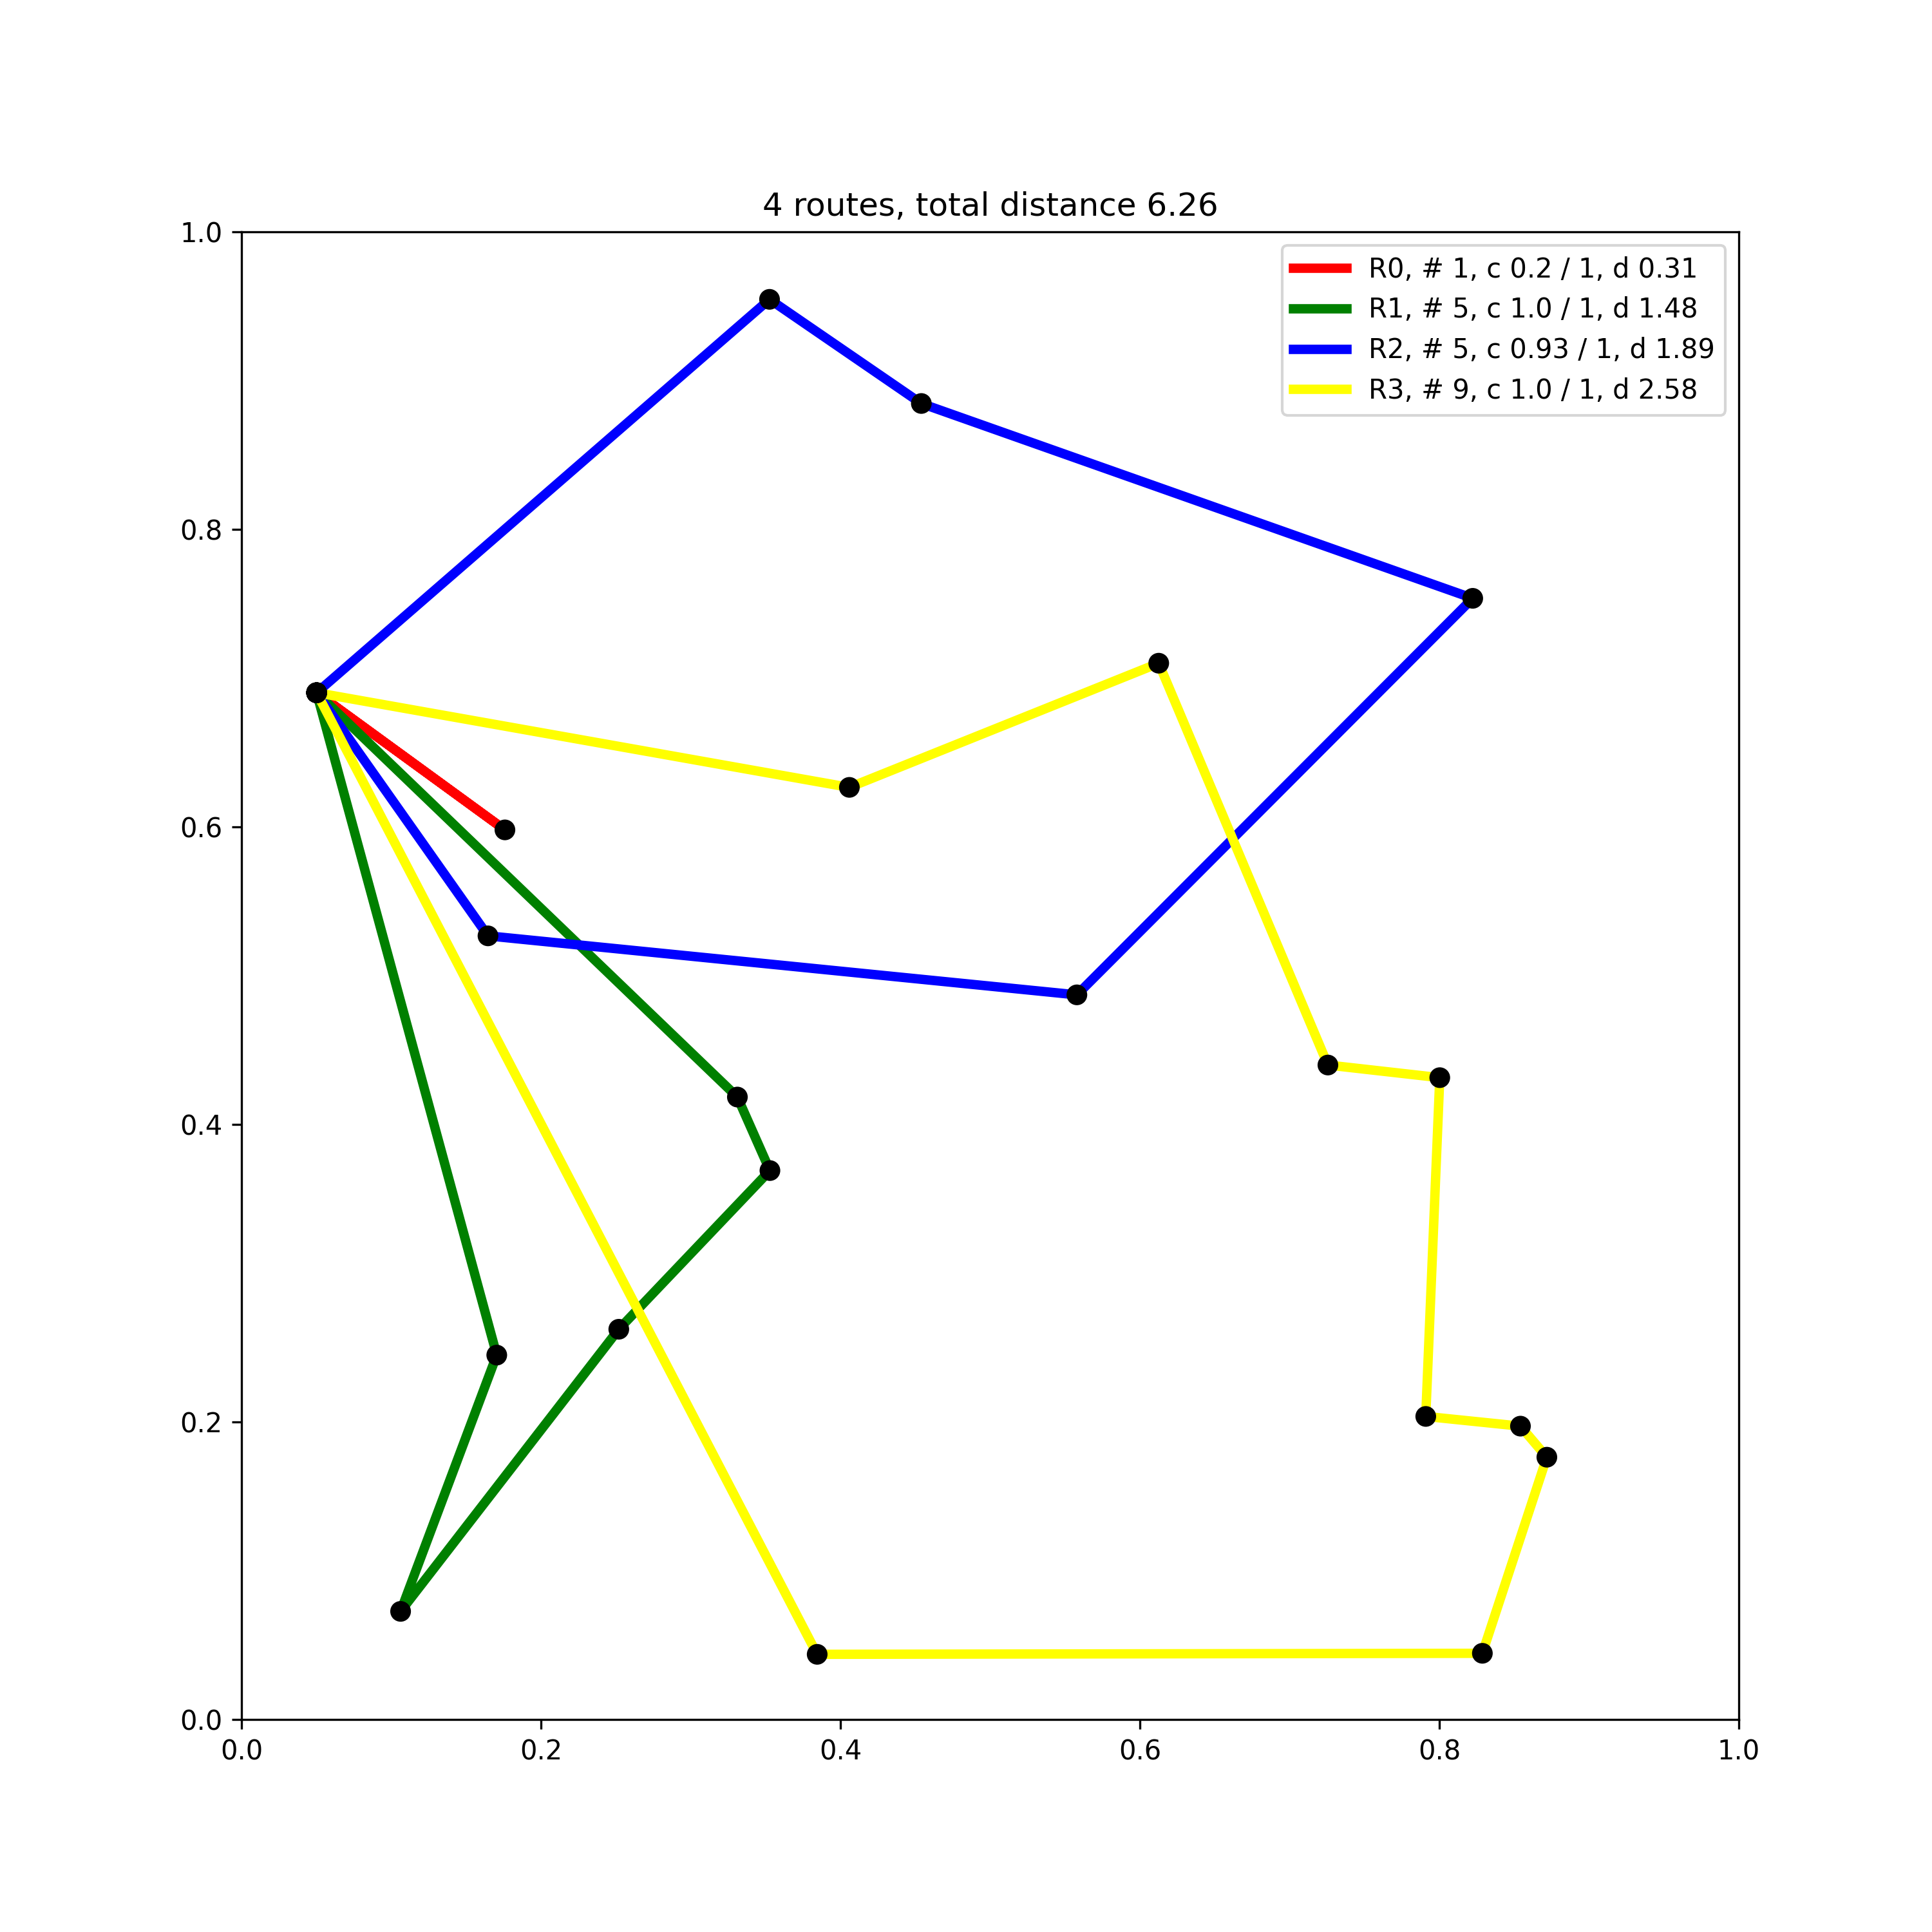 4 routes, total distance 6.26
R0, # 1, c 0.2 / 1, d 0.31
R1, # 5, c 1.0 / 1, d 1.48
R2, # 5, c 0.93 / 1, d 1.89
R3, # 9, c 1.0 / 1, d 2.58
1.0
0.8
0.6
0.4
0.2
0.0
0.0 0.2 0.4 0.6 0.8 1.0